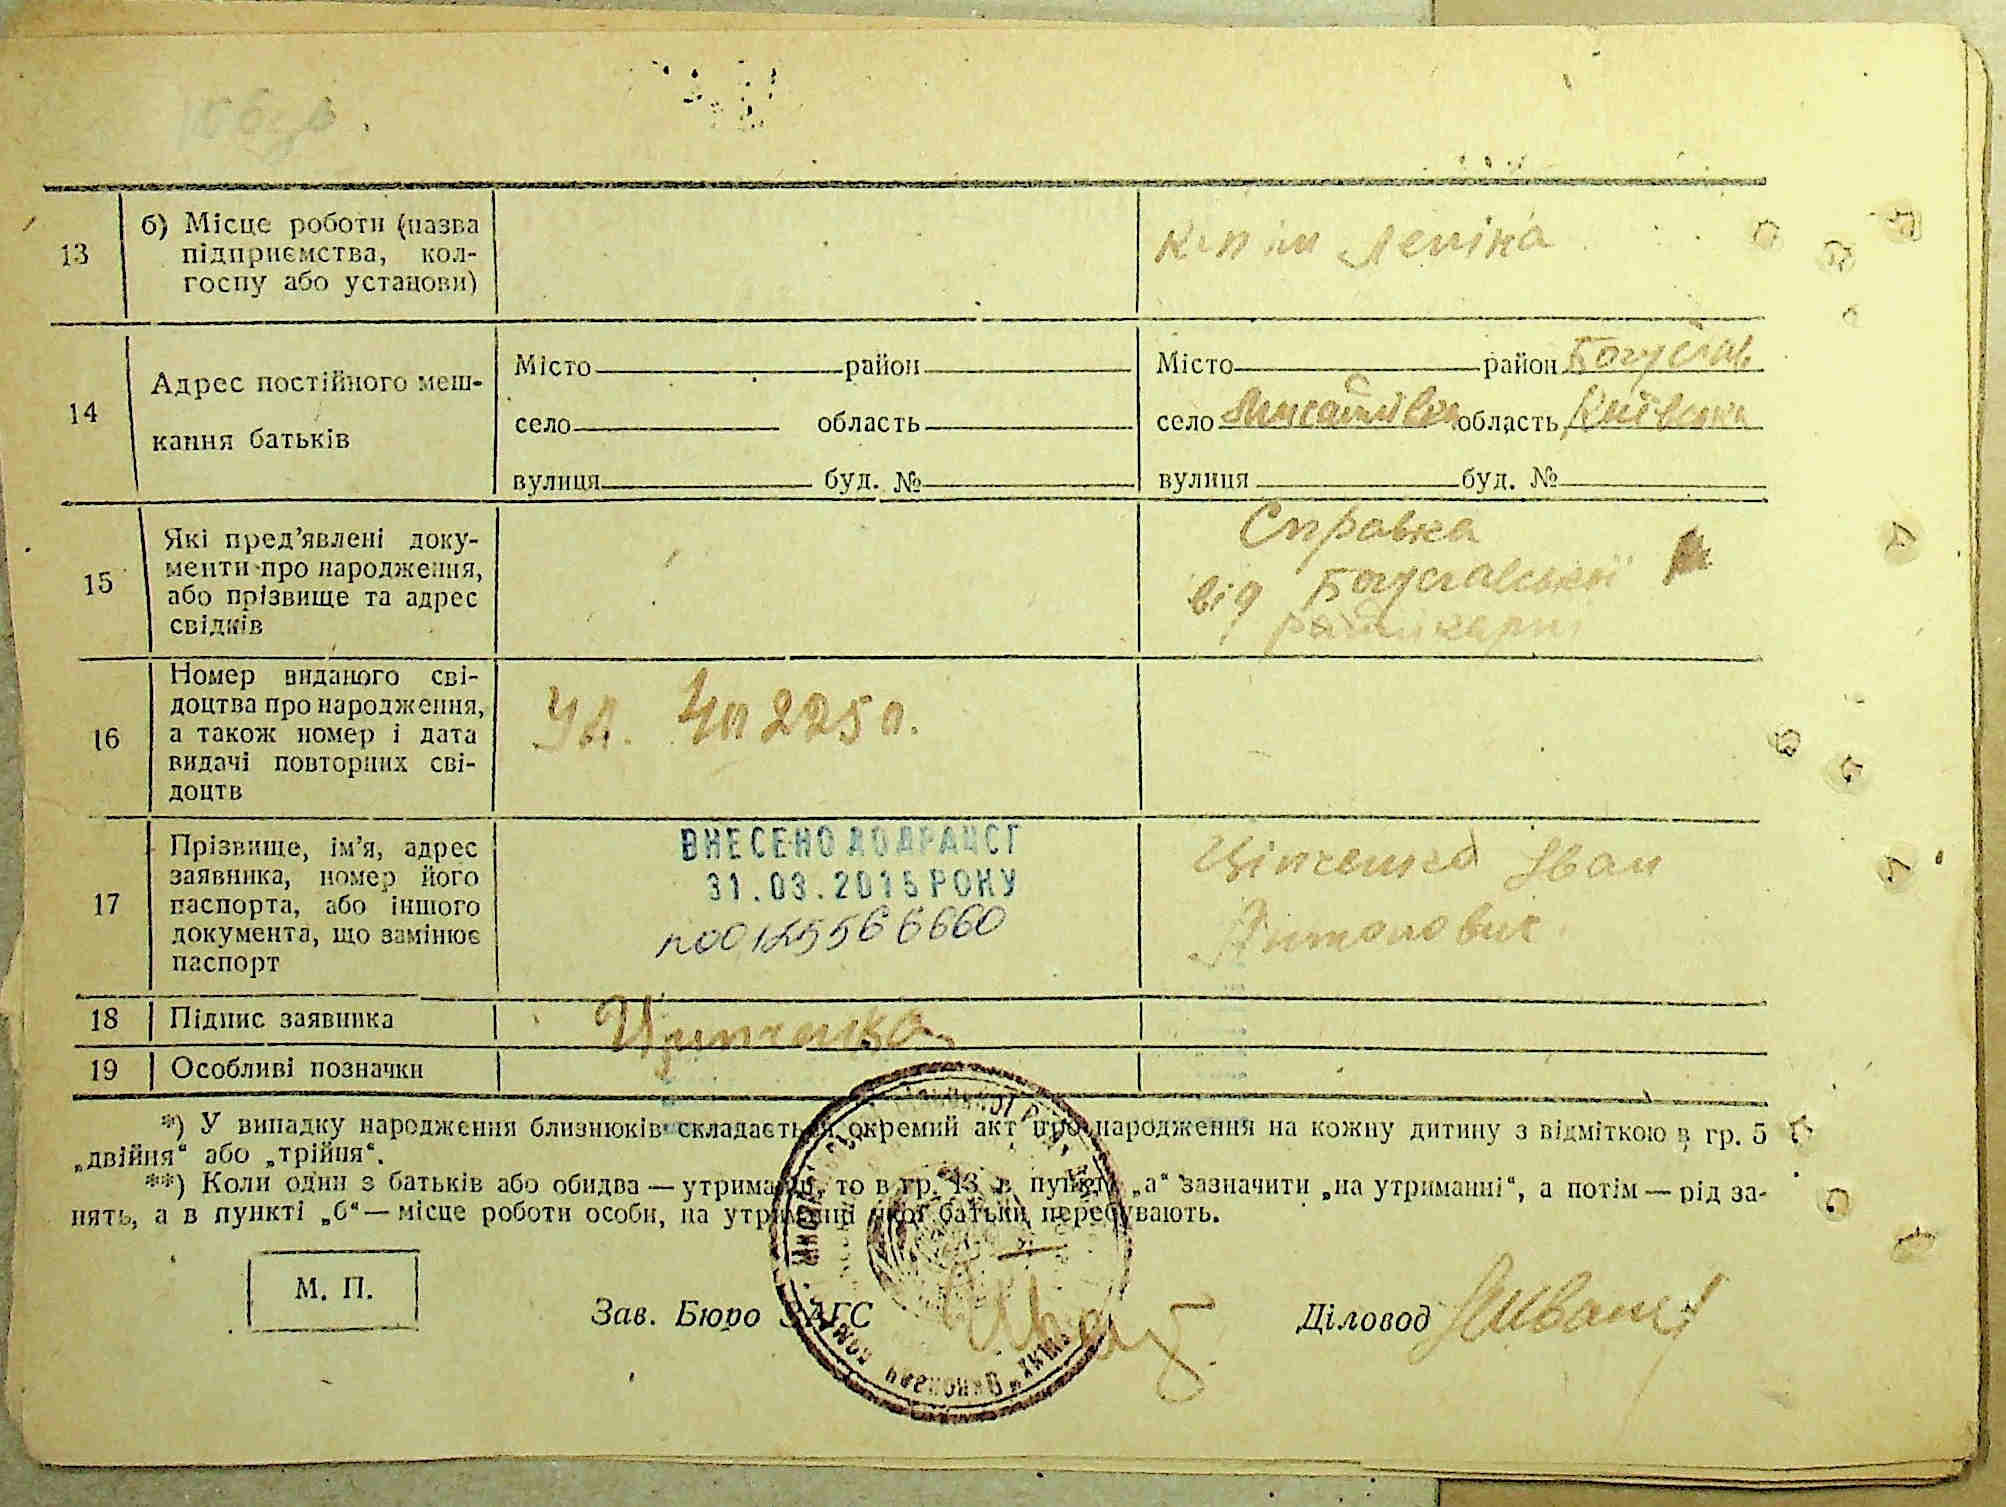 13
б) Місце роботи (назва
підприємства, кол-
госпу або установи)
к-п ім Леніна
14
Адрес постійного меш-
кання батьків
Місто район
село область
вулиця буд. №
Місто район Богуслав
село область Київська
вулиця буд. №
15
Які пред’явлені доку-
менти про народження,
або прізвище та адрес
свідків
Справка
від Богуславської
16
Номер виданого сві-
доцтва про народження,
а також номер і дата
видачі повторних сві-
доцтв
17
Прізвище, ім’я, адрес
заявника, номер його
паспорта, або іншого
документа, що замінює
паспорт
ВНЕСЕНО ДО ДРАЦСГ
31.03.2015 РОКУ
Іван
Антонович
18
Підпис заявника
19
Особливі позначки
*) У випадку народження близнюків складається окремий акт про народження на кожну дитину з відміткою в гр. 5
„двійня“ або „трійня“.
**) Коли один з батьків або обидва — утриманці, то в гр. 13 в пункті „а“ зазначити „на утриманні“, а потім — рід за-
нять, а в пункті „б“ — місце роботи особи, на утриманні якої батьки перебувають.
М. П.
Зав. Бюро ЗАГС
Діловод